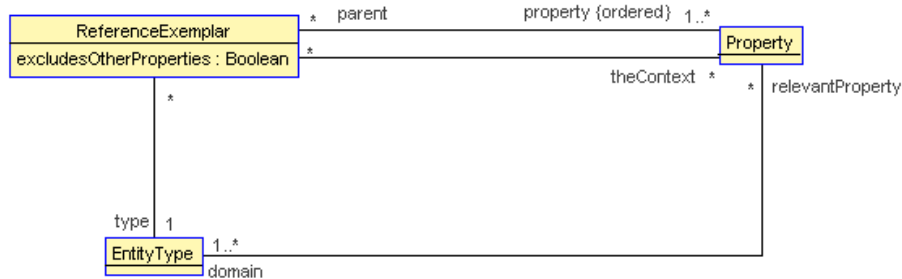 * parent property {ordered} 1..*
ReferenceExemplar
Property
excludesOtherProperties : Boolean *
theContext * * relevantProperty
*
type 1
EntityType 1..*
domain